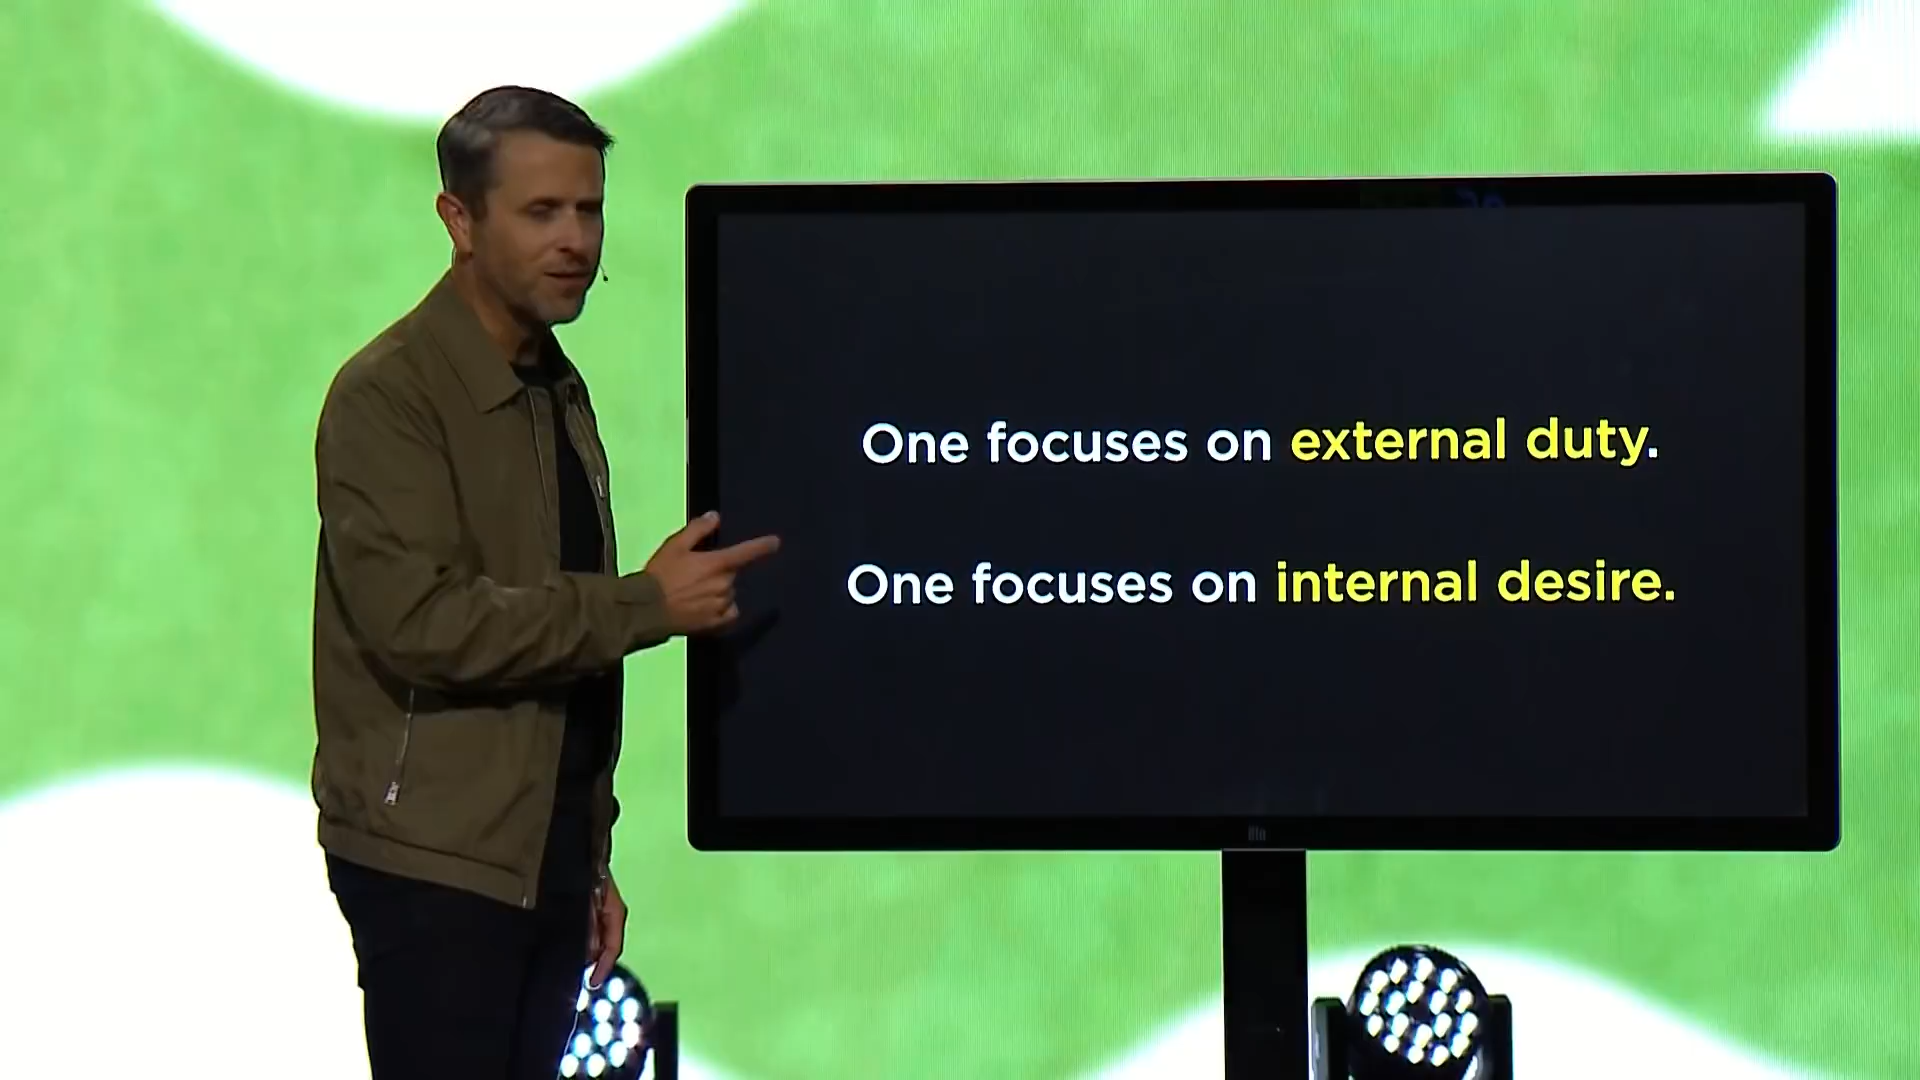 One focuses on external duty.
One focuses on internal desire.